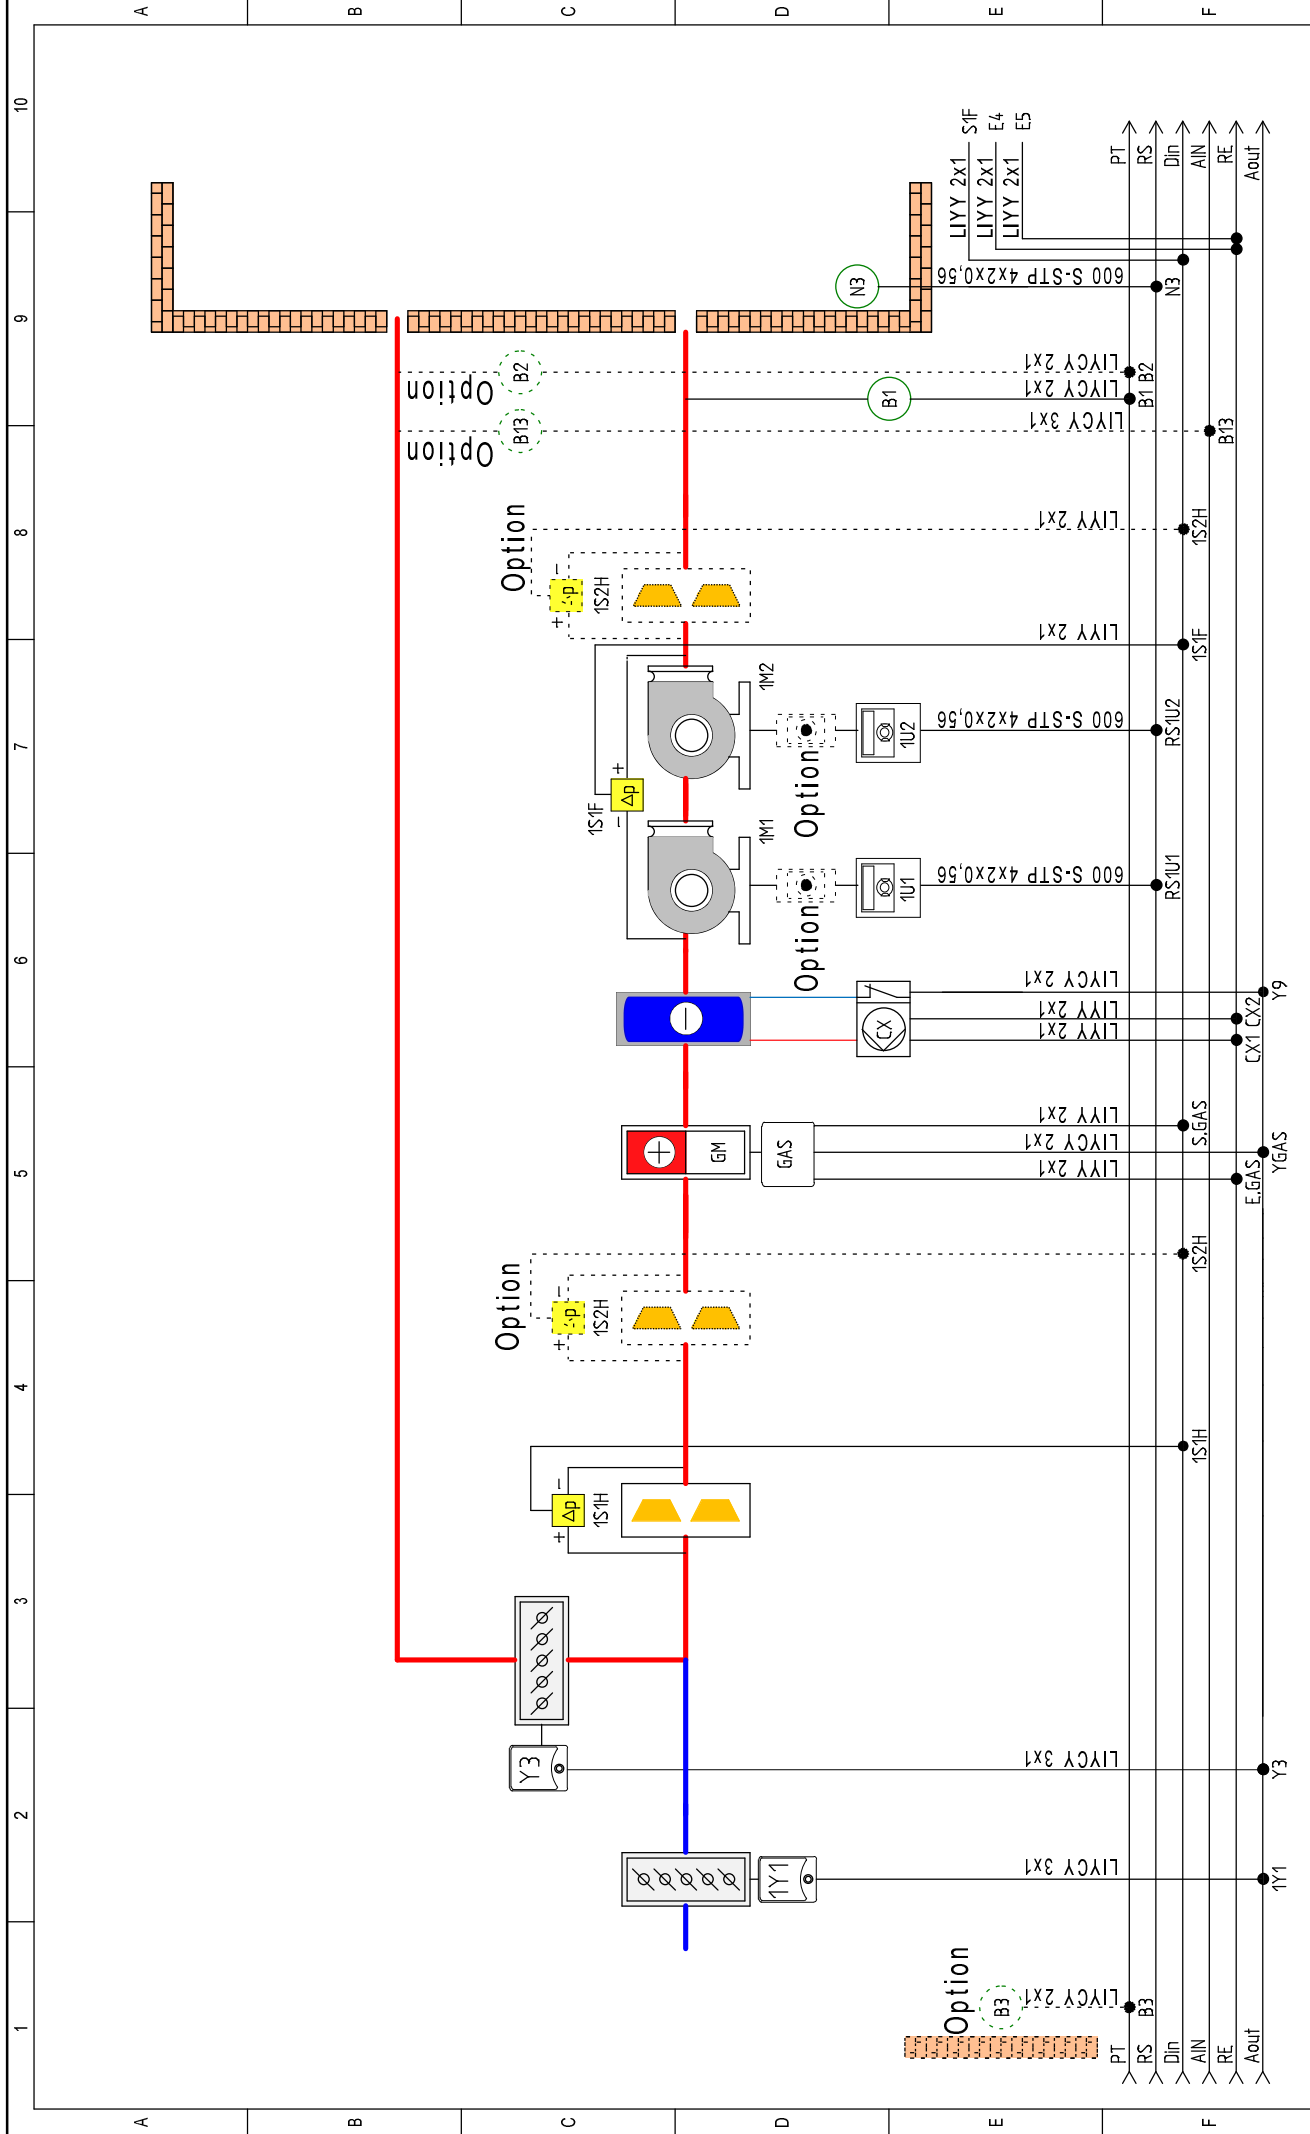 1 2 3 4 5 6 7 8 9 10
A A
B B
C C
D D
E E
F F
Option
B3
LIYCY 2x1
B3
1Y1
LIYCY 3x1
1Y1
Y3
LIYCY 3x1
Y3
+ Δp -
1S1H
1S1H
Option
+ Δp -
1S2H
1S2H
GM
GAS
LIYY 2x1
LIYCY 2x1
LIYY 2x1
E.GAS
YGAS
S.GAS
CX
LIYY 2x1
LIYY 2x1
LIYCY 2x1
CX1 CX2
Y9
1M1
Option
1U1
600 S-STP 4x2x0,56
RS1U1
1S1F
- Δp +
1M2
Option
1U2
600 S-STP 4x2x0,56
RS1U2
LIYY 2x1
1S1F
Option
+ Δp -
1S2H
LIYY 2x1
1S2H
Option
B13
LIYCY 3x1
B13
B1
LIYCY 2x1
B1
Option
B2
LIYCY 2x1
B2
N3
600 S-STP 4x2x0,56
N3
LIYY 2x1 S1F
LIYY 2x1 E4
LIYY 2x1 E5
PT PT
RS RS
Din Din
AIN AIN
RE RE
Aout Aout